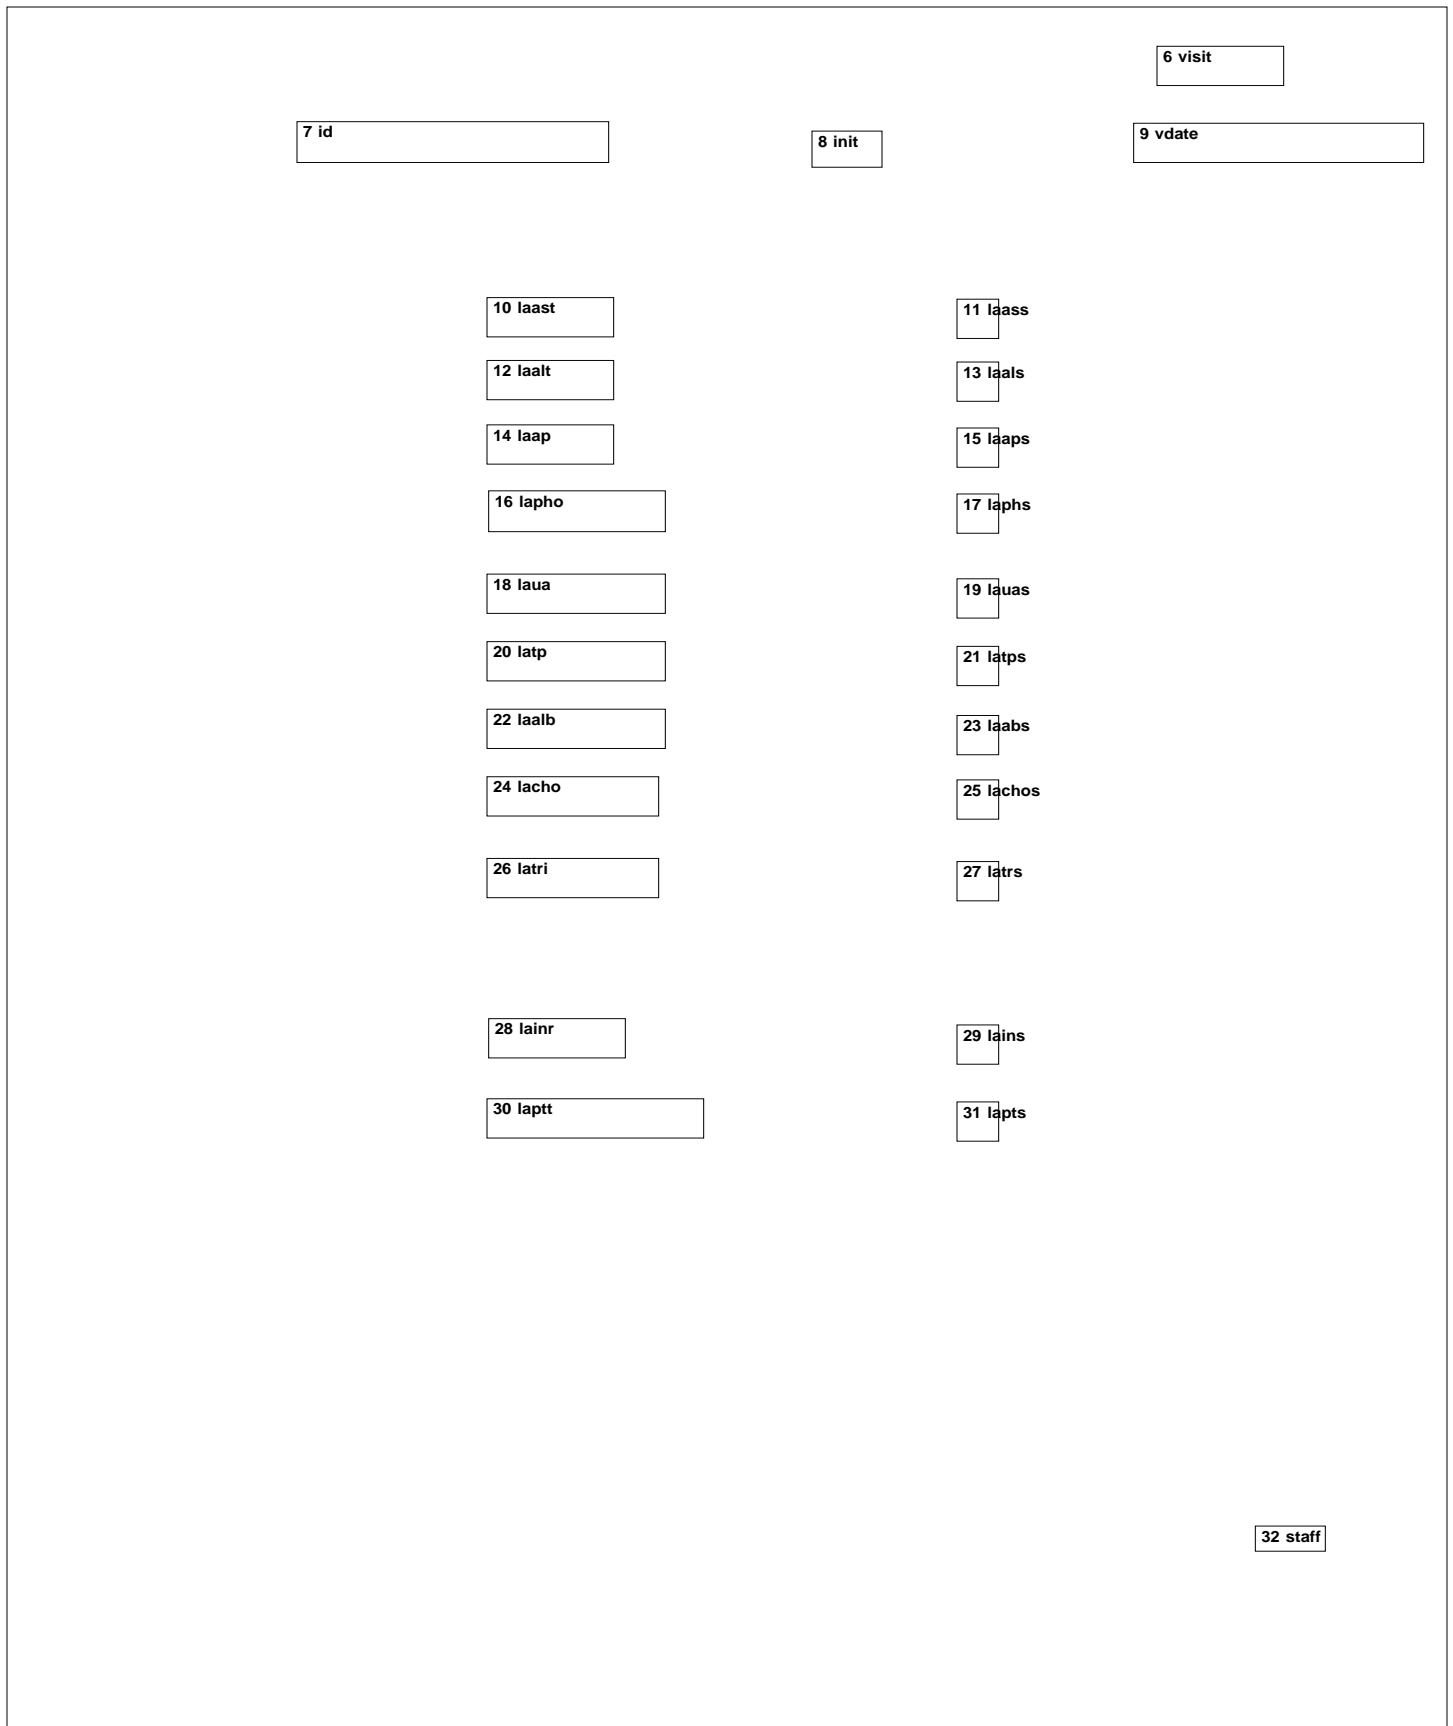 6 visit
7 id
8 init
9 vdate
10 laast
11 laass
12 laalt
13 laals
14 laap
15 laaps
16 lapho
17 laphs
18 laua
19 lauas
20 latp
21 latps
22 laalb
23 laabs
24 lacho
25 lachos
26 latri
27 latrs
28 lainr
29 lains
30 laptt
31 lapts
32 staff